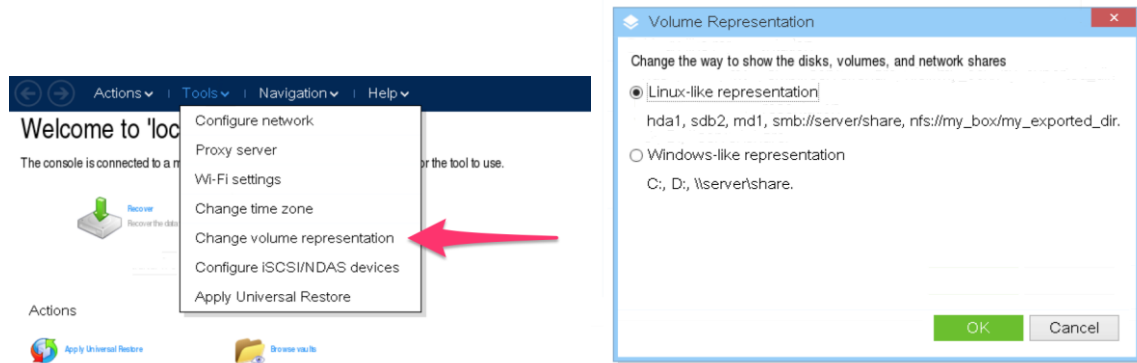 Actions Tools Navigation Help
Welcome to 'loc
The console is connected to a m
or the tool to use.
Configure network
Proxy server
Wi-Fi settings
Change time zone
Change volume representation
Configure iSCSI/NDAS devices
Apply Universal Restore
Recover
Recover the data
Actions
Apply Universal Restore
Browse vaults
Volume Representation
Change the way to show the disks, volumes, and network shares
Linux-like representation
hda1, sdb2, md1, smb://server/share, nfs://my_box/my_exported_dir.
Windows-like representation
C:, D:, \\server\share.
OK Cancel